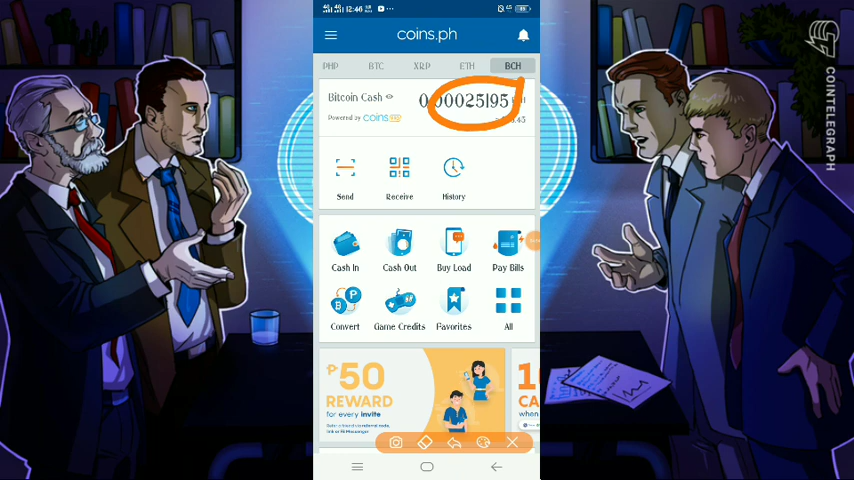 12:46
coins.ph
PHP BTC XRP ETH BCH
Bitcoin Cash
0.00025195
Powered by coins
Send Receive History
Cash In Cash Out Buy Load Pay Bills
Convert Game Credits Favorites All
₱50
REWARD
for every invite
CA
when
COINTELEGRAPH